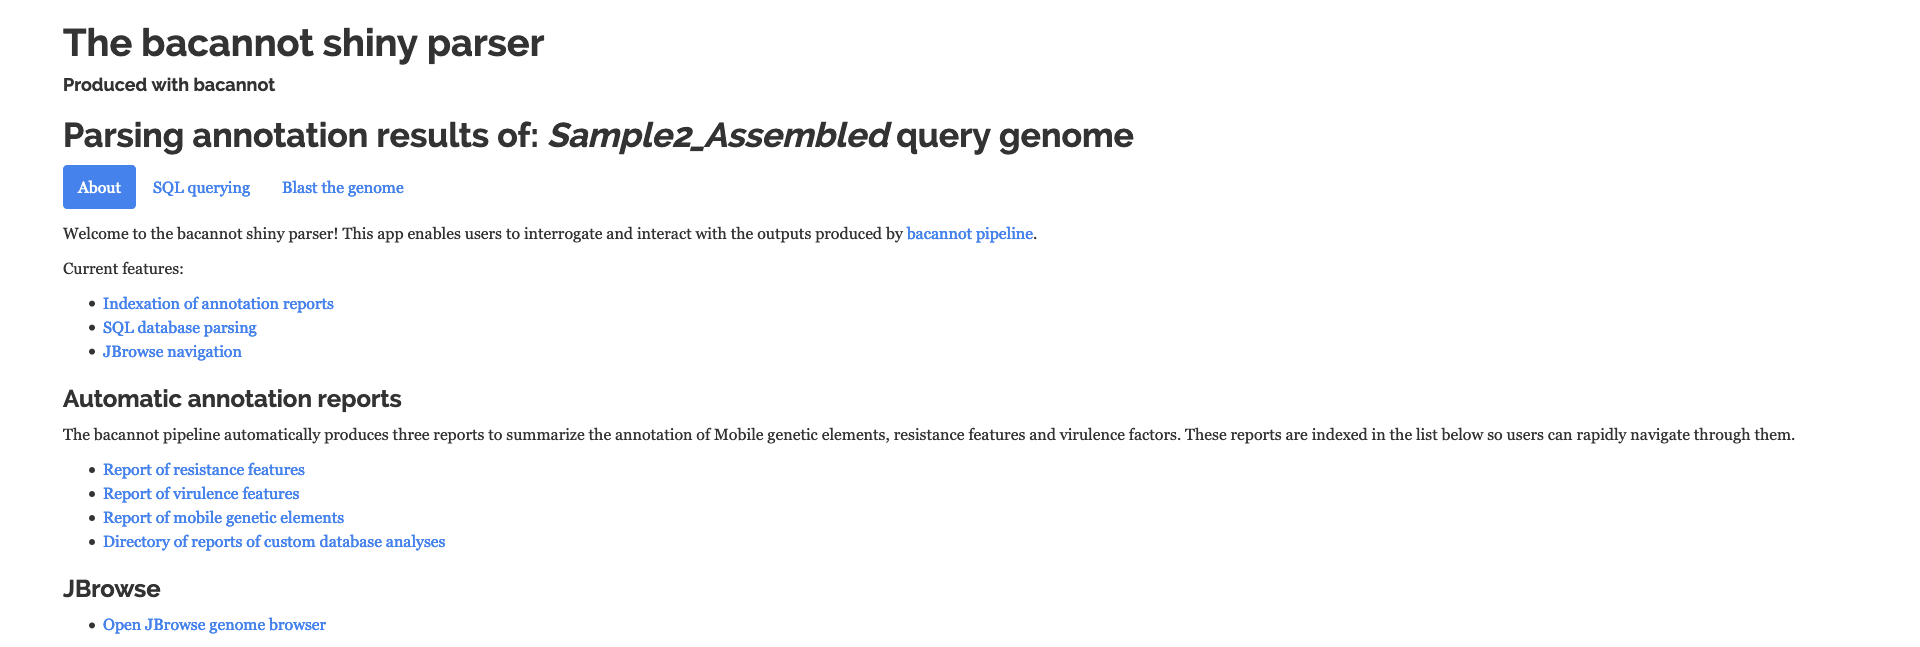 The bacannot shiny parser
Produced with bacannot
Parsing annotation results of: Sample2_Assembled query genome
About SQL querying Blast the genome
Welcome to the bacannot shiny parser! This app enables users to interrogate and interact with the outputs produced by bacannot pipeline.
Current features:
• Indexation of annotation reports
• SQL database parsing
• JBrowse navigation
Automatic annotation reports
The bacannot pipeline automatically produces three reports to summarize the annotation of Mobile genetic elements, resistance features and virulence factors. These reports are indexed in the list below so users can rapidly navigate through them.
• Report of resistance features
• Report of virulence features
• Report of mobile genetic elements
• Directory of reports of custom database analyses
JBrowse
• Open JBrowse genome browser